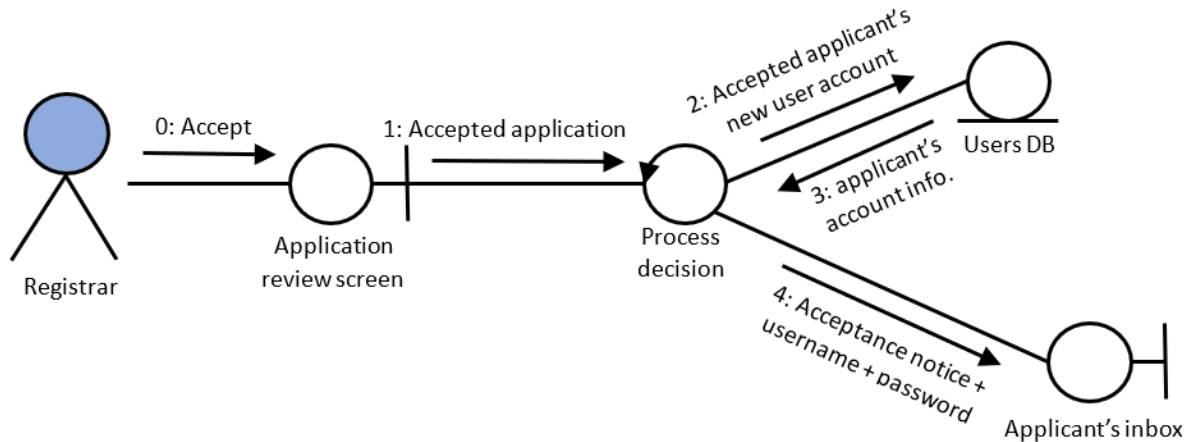 0: Accept
1: Accepted application
2: Accepted applicant’s
new user account
Users DB
3: applicant’s
account info.
Process
decision
Application
review screen
Registrar
4: Acceptance notice +
username + password
Applicant’s inbox